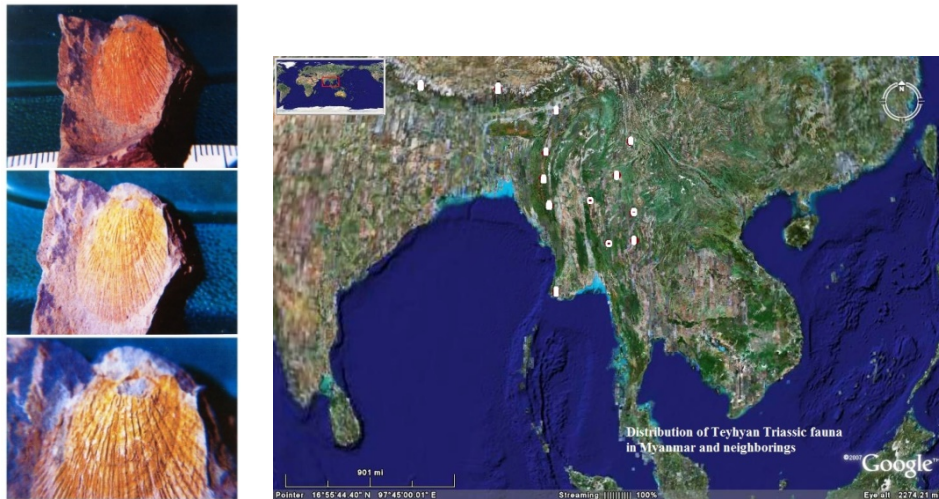 N
Distribution of Teyhyan Triassic fauna
in Myanmar and neighborings
©2007 Google™
901 mi
Pointer 16°55'44.40" N 97°45'00.01" E Streaming |||||||||| 100% Eye alt 2274.21 mi